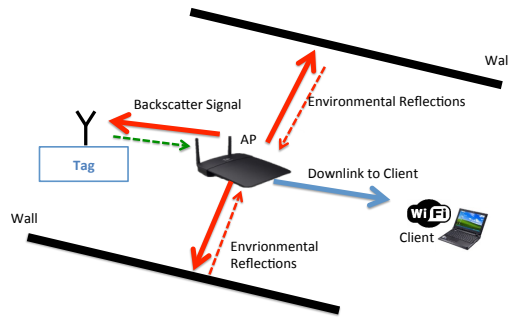 Wal
Environmental Reflections
Backscatter Signal
AP
Tag
Downlink to Client
Wall
WiFi
Client
Envrionmental
Reflections